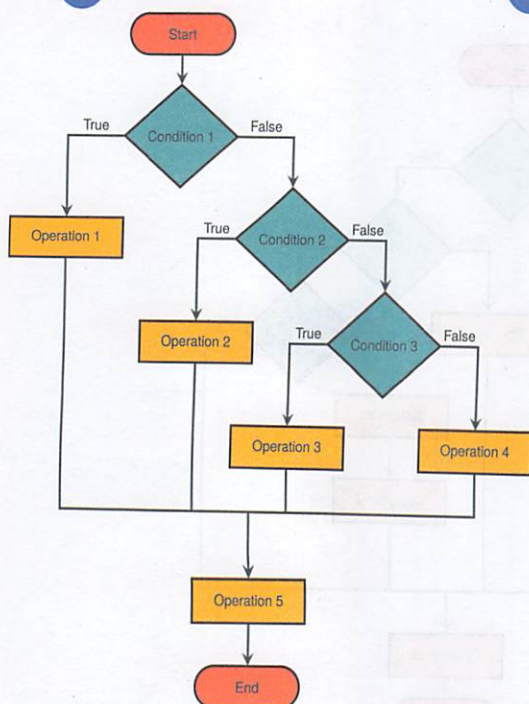 Start
Condition 1
True
False
Operation 1
Condition 2
True
False
Operation 2
Condition 3
True
False
Operation 3
Operation 4
Operation 5
End